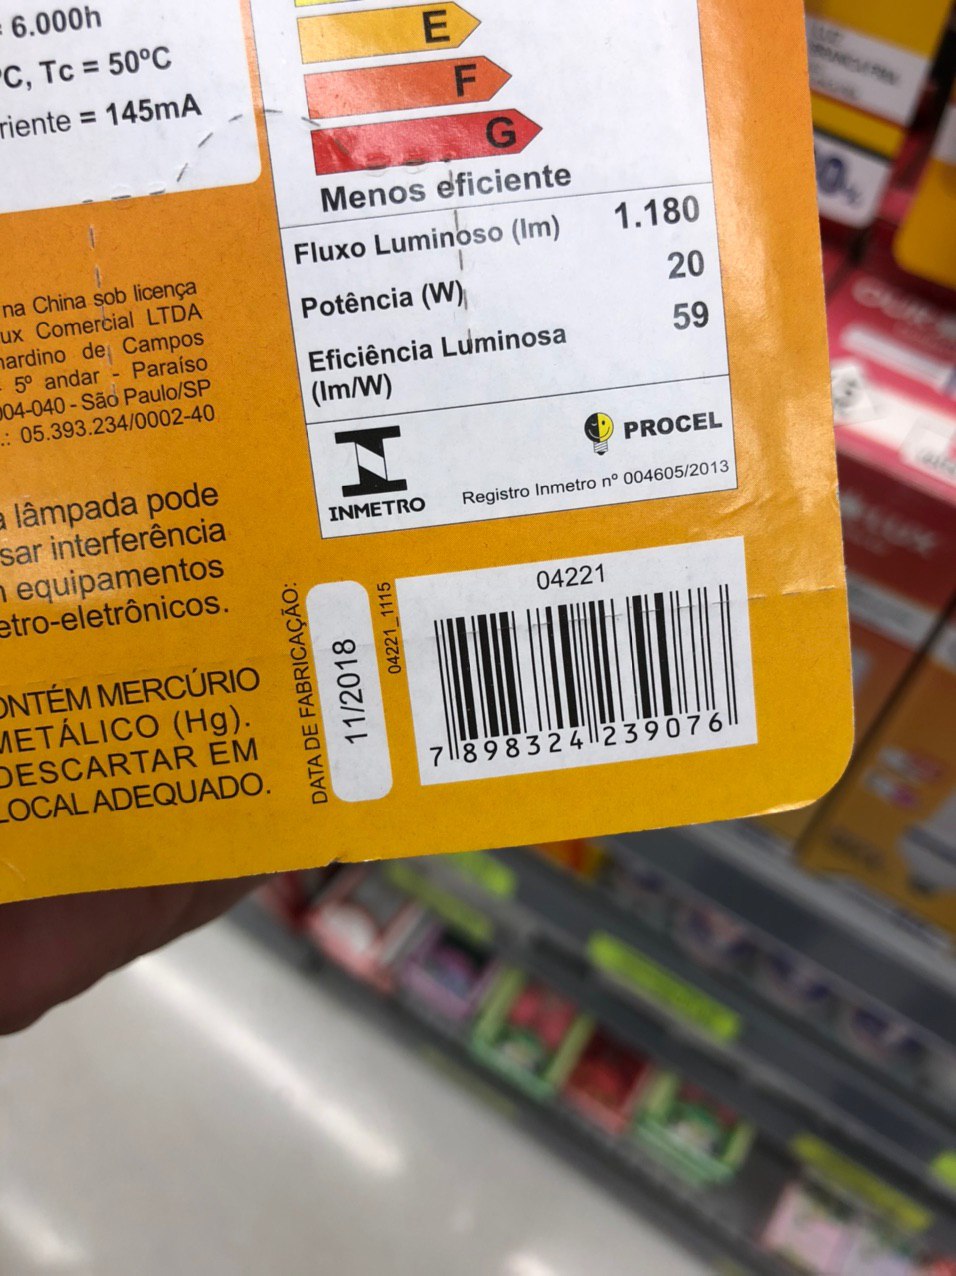 = 6.000h
°C, Tc = 50°C
riente = 145mA
E
F
G
Menos eficiente
Fluxo Luminoso (lm) 1.180
Potência (W) 20
Eficiência Luminosa 59
(lm/W)
INMETRO
PROCEL
Registro Inmetro nº 004605/2013
na China sob licença
ux Comercial LTDA
nardino de Campos
5º andar - Paraíso
004-040 - São Paulo/SP
.: 05.393.234/0002-40
a lâmpada pode
sar interferência
equipamentos
etro-eletrônicos.
ONTÉM MERCÚRIO
METÁLICO (Hg).
DESCARTAR EM
LOCAL ADEQUADO.
DATA DE FABRICAÇÃO:
11/2018
04221_1115
04221
7 898324 239076